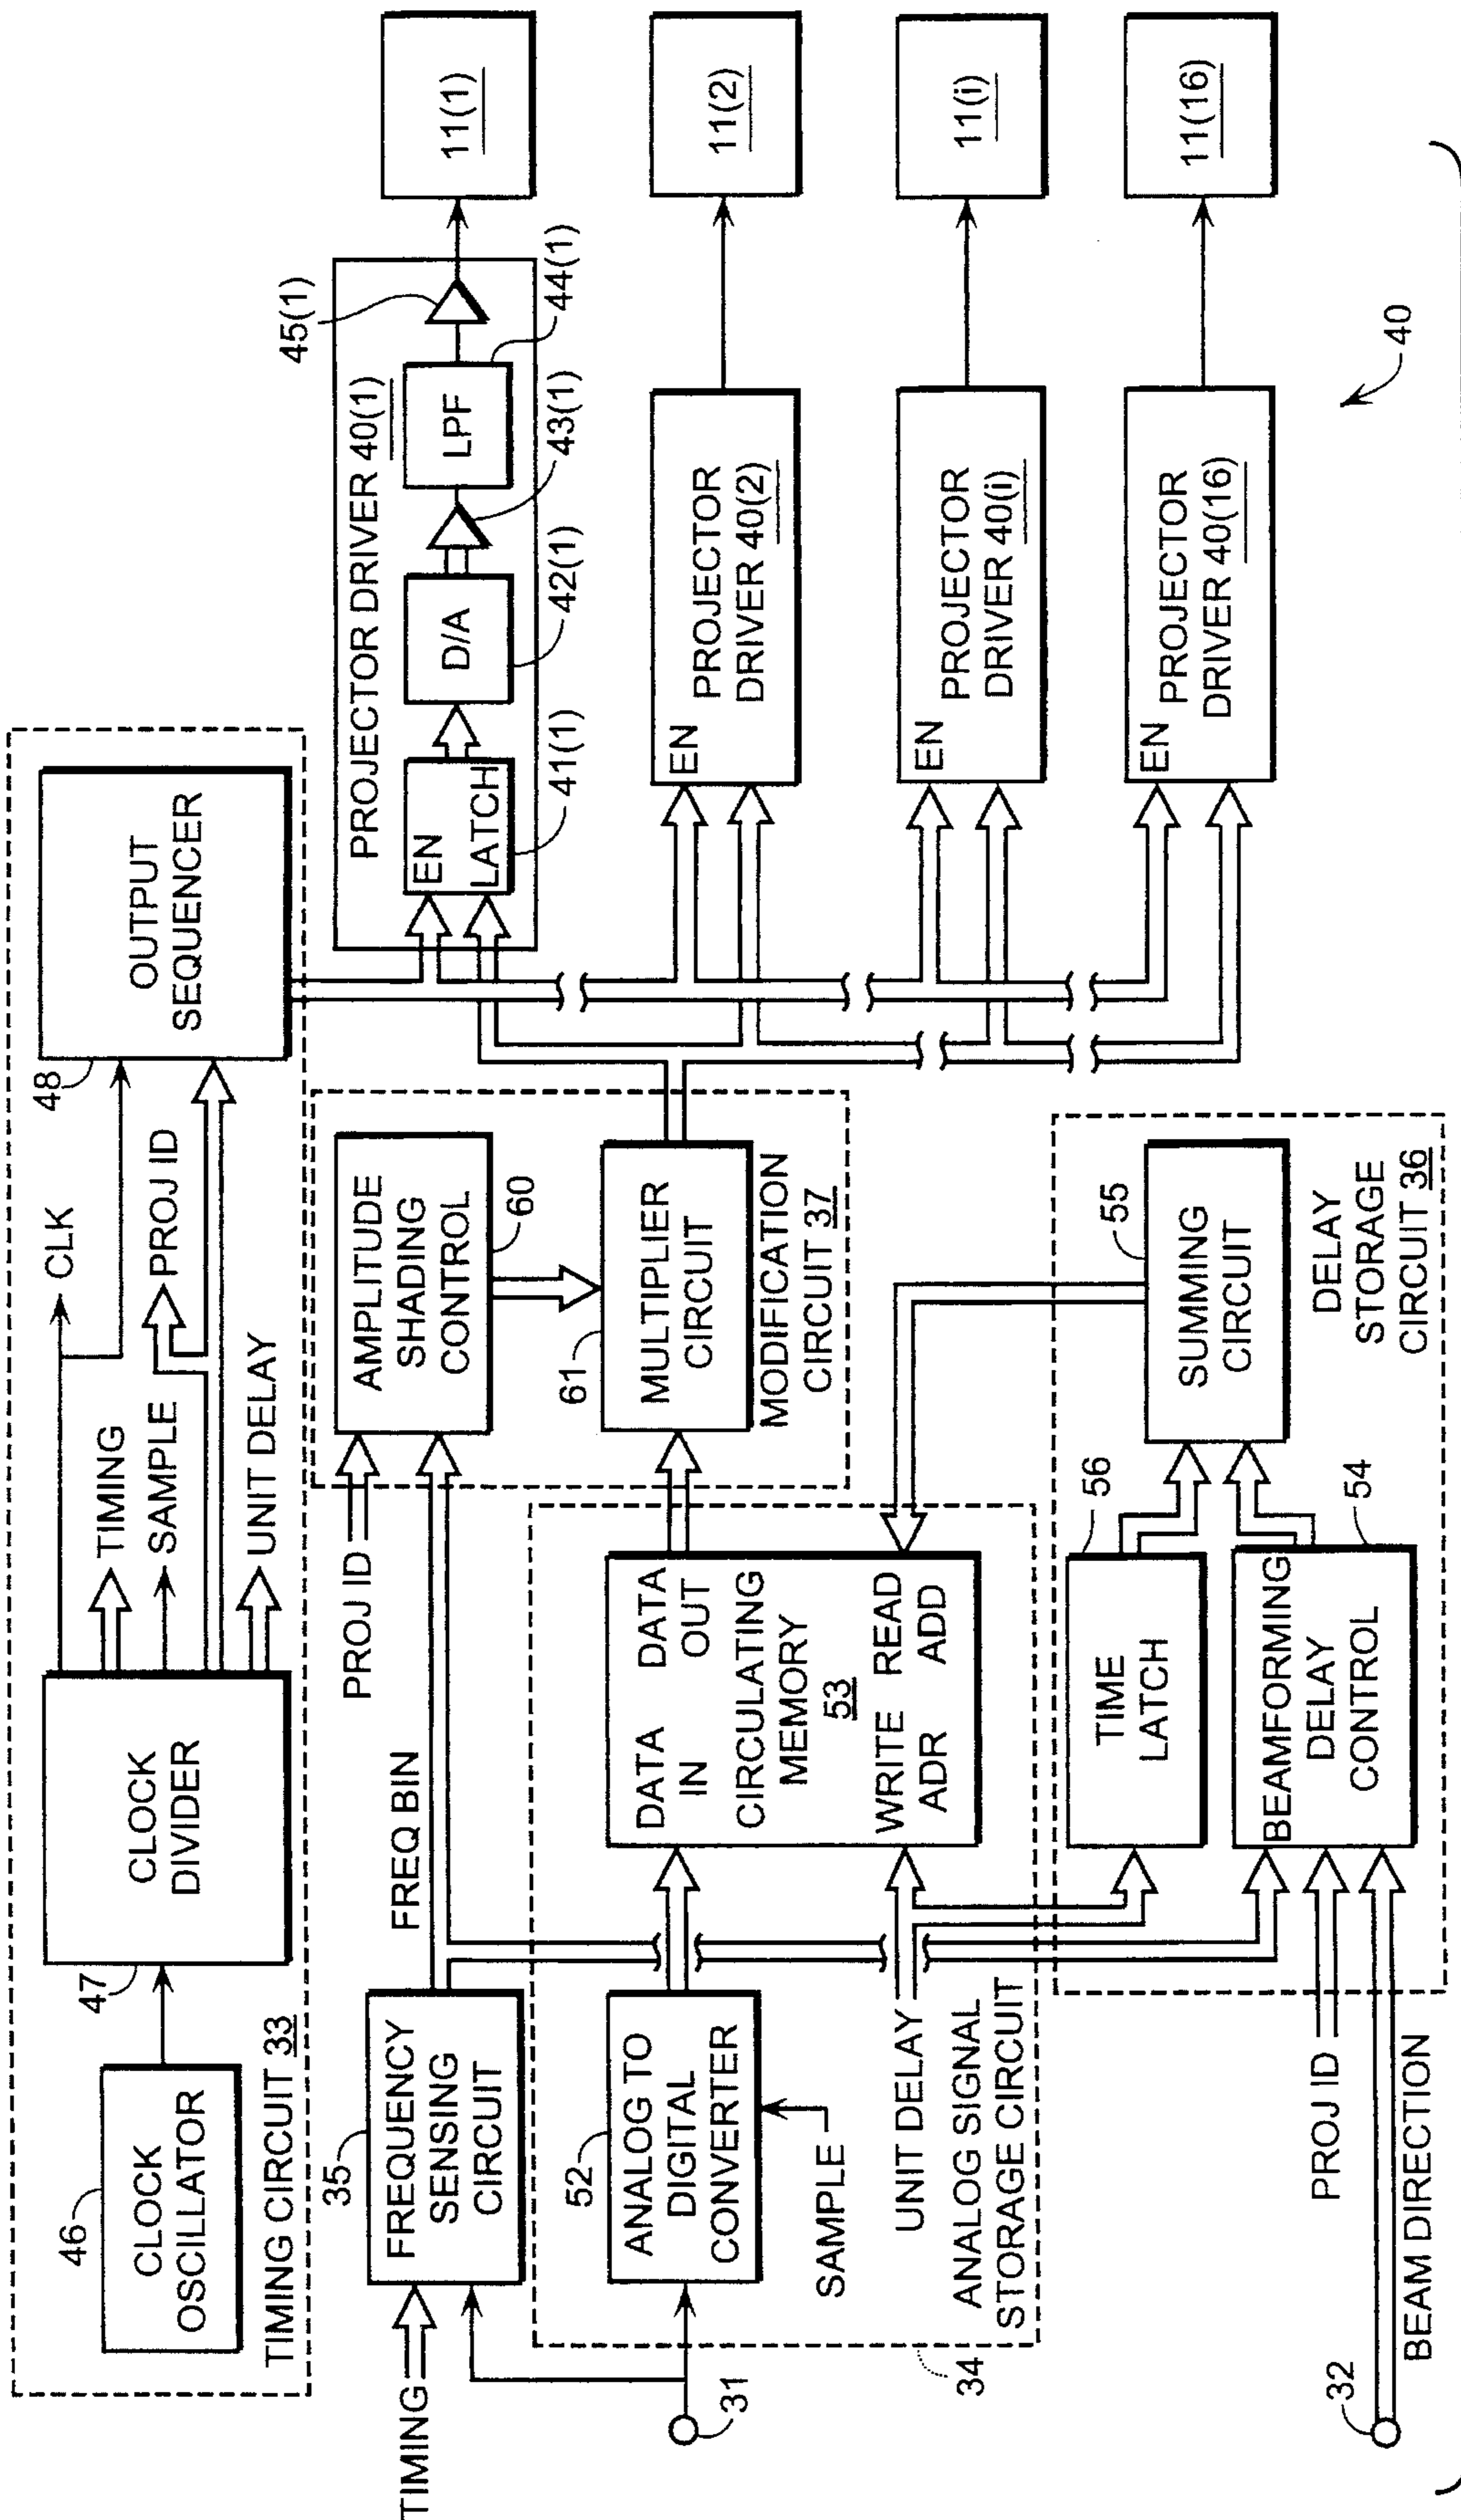 46
CLOCK
OSCILLATOR
TIMING CIRCUIT 33
47
CLOCK
DIVIDER
CLK
TIMING
SAMPLE
PROJ ID
UNIT DELAY
48
OUTPUT
SEQUENCER
TIMING
35
FREQUENCY
SENSING
CIRCUIT
FREQ BIN
PROJ ID
AMPLITUDE
SHADING
CONTROL
60
61
MULTIPLIER
CIRCUIT
MODIFICATION
CIRCUIT 37
PROJECTOR DRIVER 40(1)
EN
LATCH
41(1)
D/A
42(1)
43(1)
LPF
44(1)
45(1)
11(1)
31
52
ANALOG TO
DIGITAL
CONVERTER
SAMPLE
UNIT DELAY
ANALOG SIGNAL
STORAGE CIRCUIT
34
DATA DATA
IN OUT
CIRCULATING
MEMORY
53
WRITE READ
ADR ADD
EN
PROJECTOR
DRIVER 40(2)
11(2)
EN
PROJECTOR
DRIVER 40(i)
11(i)
EN
PROJECTOR
DRIVER 40(16)
11(16)
40
56
TIME
LATCH
BEAMFORMING
DELAY
CONTROL
54
55
SUMMING
CIRCUIT
DELAY
STORAGE
CIRCUIT 36
PROJ ID
32
BEAM DIRECTION